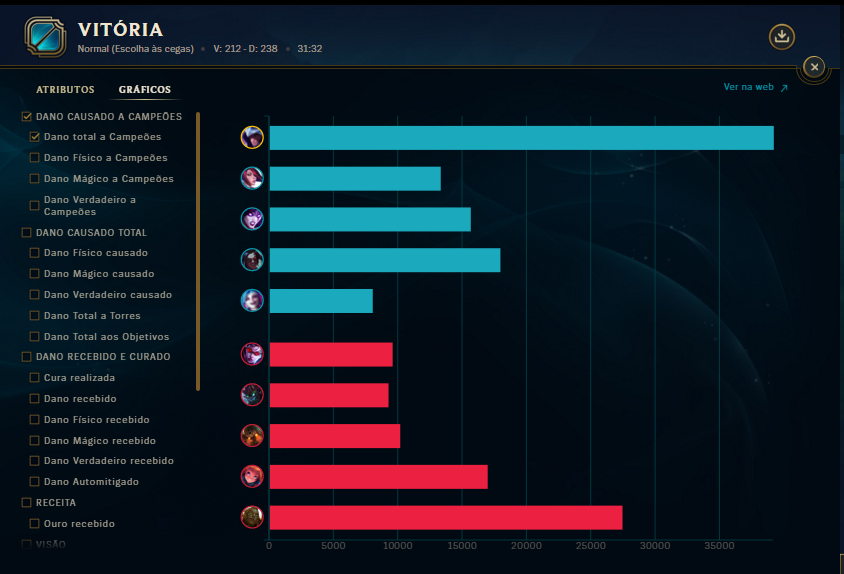 VITÓRIA
Normal (Escolha às cegas) • V: 212 - D: 238 • 31:32
Ver na web
ATRIBUTOS GRÁFICOS
DANO CAUSADO A CAMPEÕES
Dano total a Campeões
Dano Físico a Campeões
Dano Mágico a Campeões
Dano Verdadeiro a
Campeões
DANO CAUSADO TOTAL
Dano Físico causado
Dano Mágico causado
Dano Verdadeiro causado
Dano Total a Torres
Dano Total aos Objetivos
DANO RECEBIDO E CURADO
Cura realizada
Dano recebido
Dano Físico recebido
Dano Mágico recebido
Dano Verdadeiro recebido
Dano Automitigado
RECEITA
Ouro recebido
VISÃO
0 5000 10000 15000 20000 25000 30000 35000